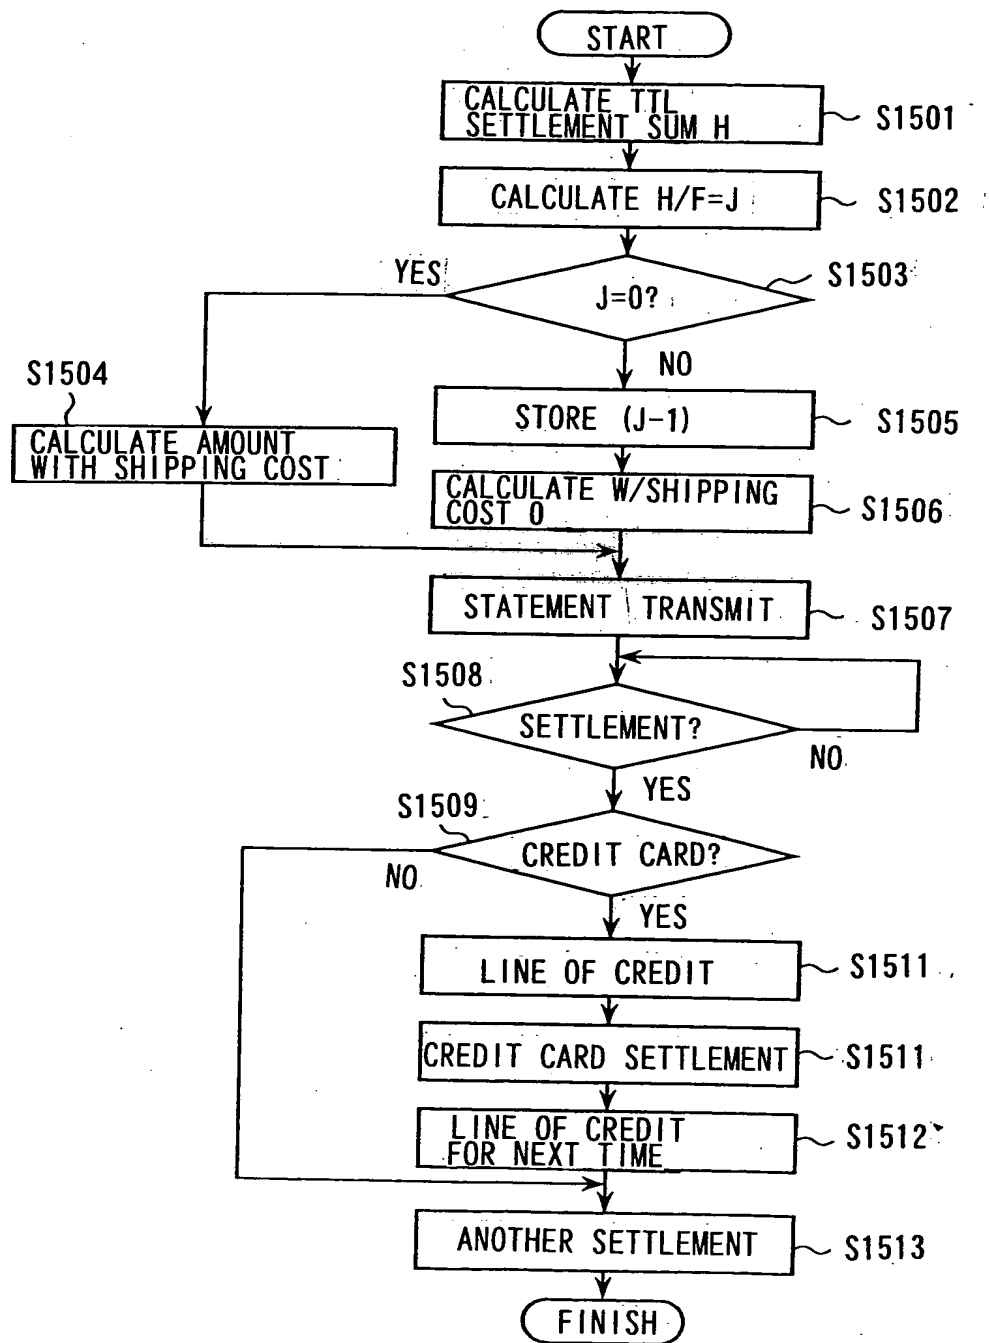 START
CALCULATE TTL
SETTLEMENT SUM H
S1501
CALCULATE H/F=J
S1502
S1503
YES
J=0?
NO
S1504
CALCULATE AMOUNT
WITH SHIPPING COST
STORE (J-1)
S1505
CALCULATE W/SHIPPING
COST 0
S1506
STATEMENT TRANSMIT
S1507
S1508
SETTLEMENT?
NO
YES
S1509
CREDIT CARD?
NO
YES
LINE OF CREDIT
S1511
CREDIT CARD SETTLEMENT
S1511
LINE OF CREDIT
FOR NEXT TIME
S1512
ANOTHER SETTLEMENT
S1513
FINISH